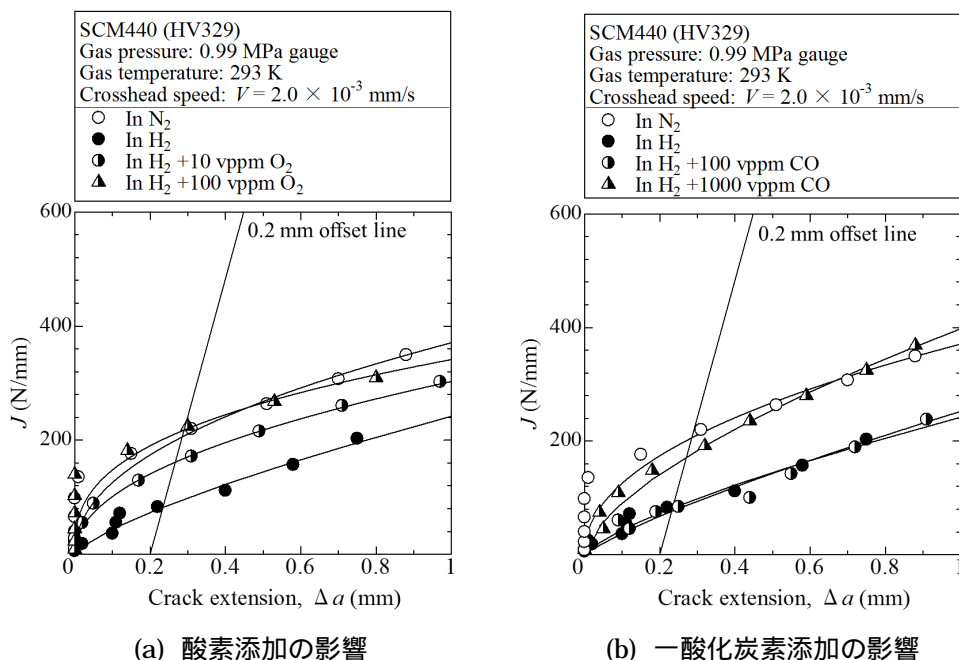 SCM440 (HV329)
Gas pressure: 0.99 MPa gauge
Gas temperature: 293 K
Crosshead speed: V = 2.0 × 10⁻³ mm/s
In N₂
In H₂
In H₂ +10 vppm O₂
In H₂ +100 vppm O₂
600
0.2 mm offset line
400
J (N/mm)
200
0 0.2 0.4 0.6 0.8 1
Crack extension, Δ a (mm)
(a) 酸素添加の影響
SCM440 (HV329)
Gas pressure: 0.99 MPa gauge
Gas temperature: 293 K
Crosshead speed: V = 2.0 × 10⁻³ mm/s
In N₂
In H₂
In H₂ +100 vppm CO
In H₂ +1000 vppm CO
600
0.2 mm offset line
400
J (N/mm)
200
0 0.2 0.4 0.6 0.8 1
Crack extension, Δ a (mm)
(b) 一酸化炭素添加の影響